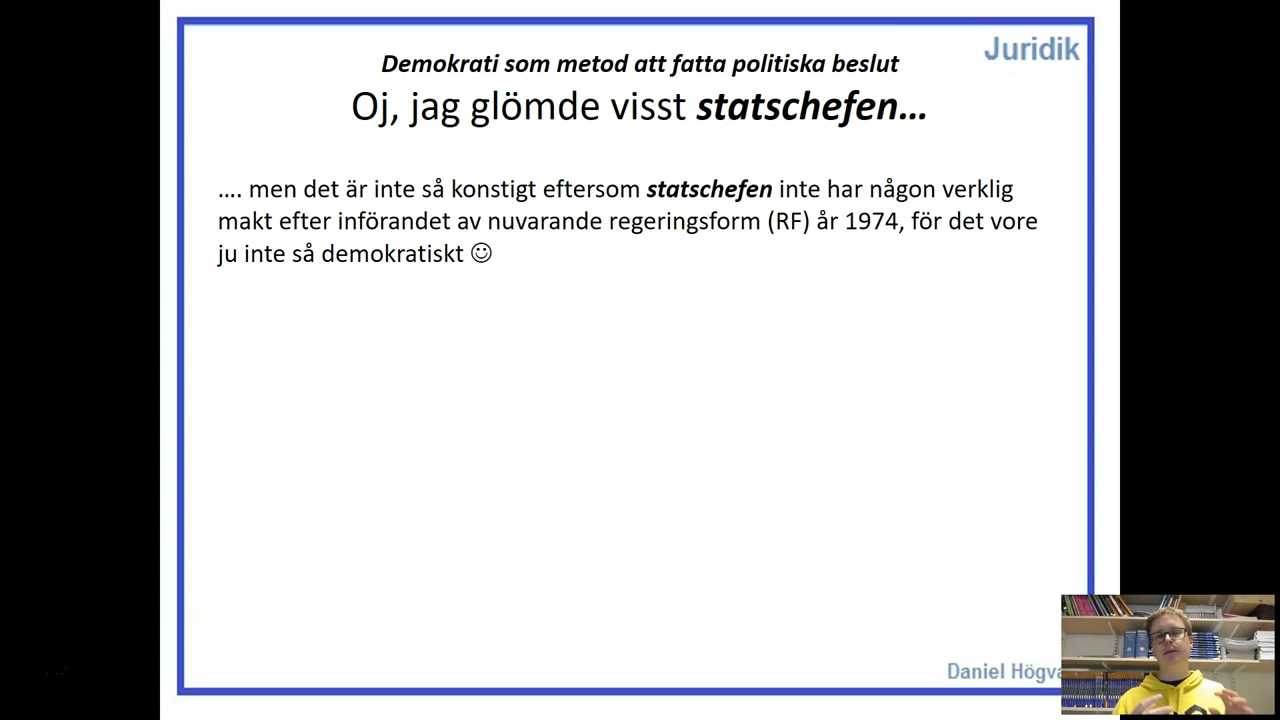 Juridik
Demokrati som metod att fatta politiska beslut
Oj, jag glömde visst statschefen…
…. men det är inte så konstigt eftersom statschefen inte har någon verklig
makt efter införandet av nuvarande regeringsform (RF) år 1974, för det vore
ju inte så demokratiskt ☺
Daniel